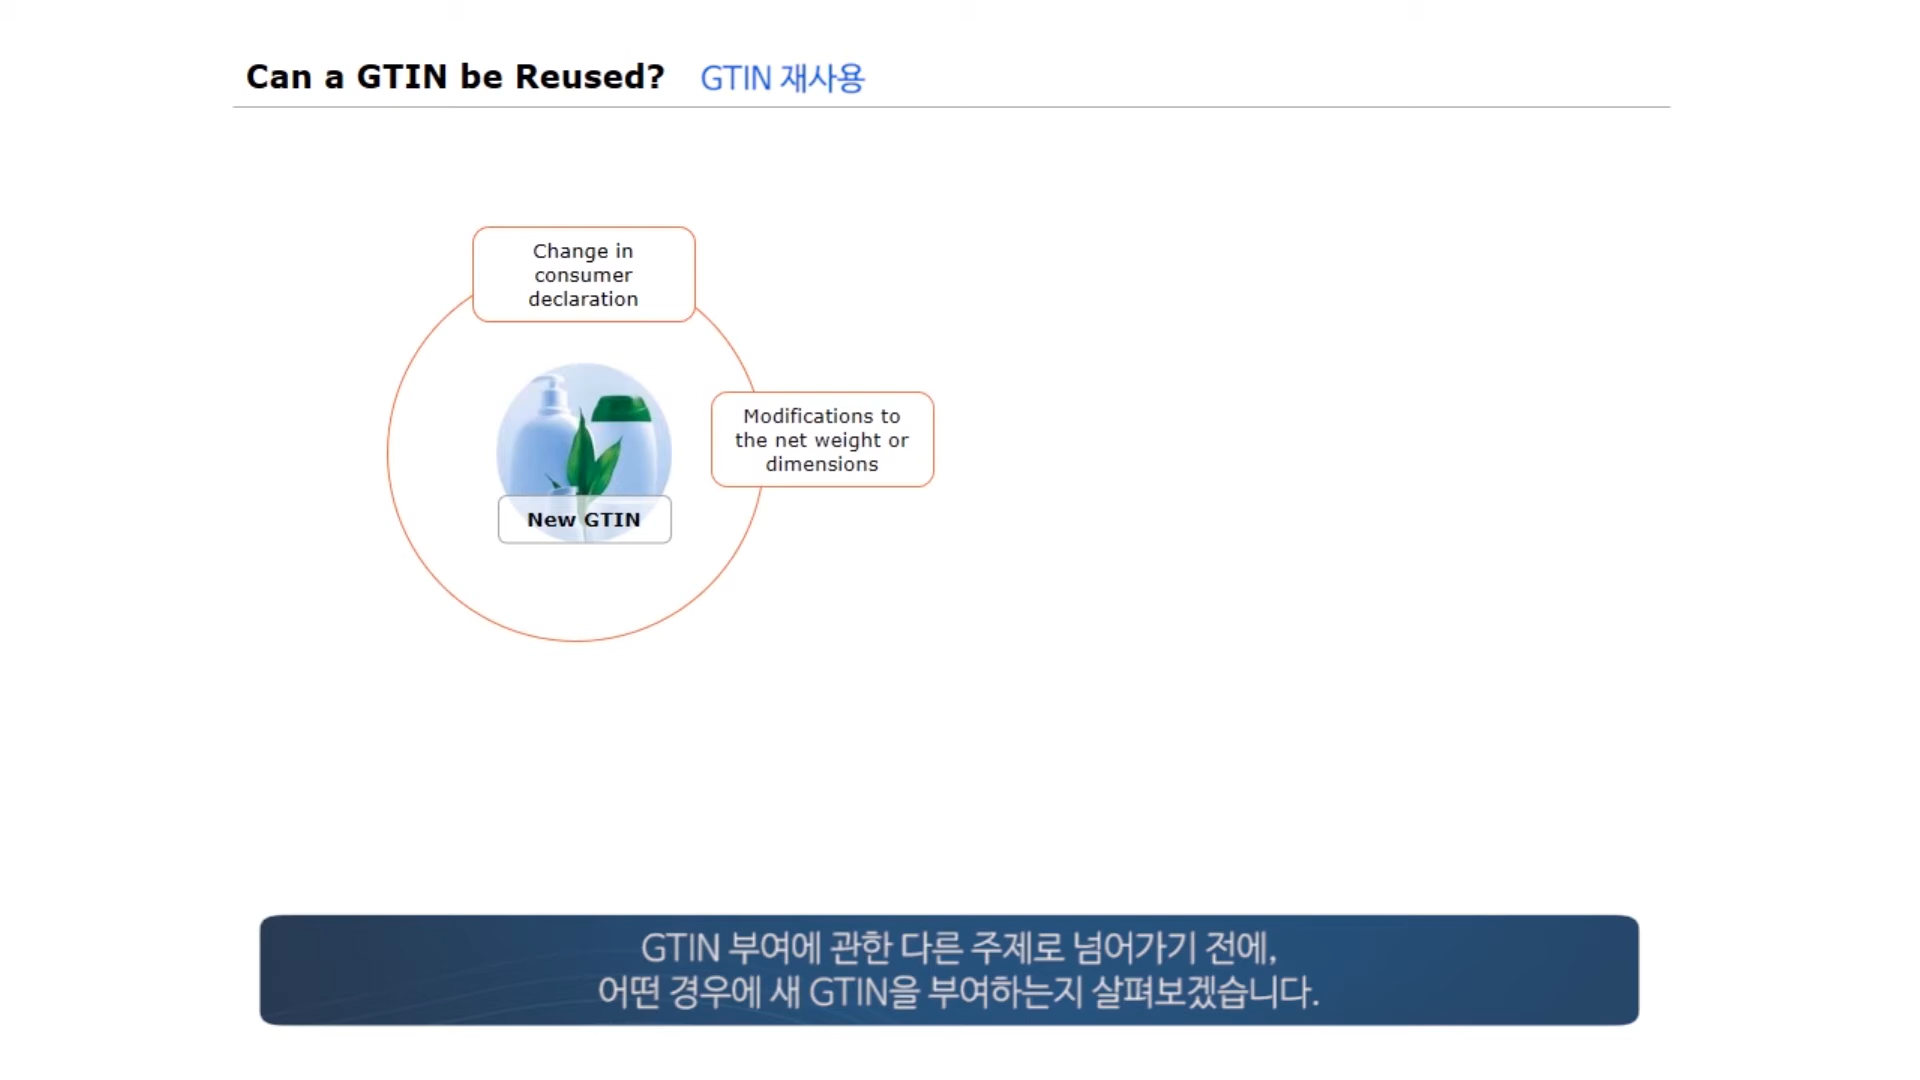 Can a GTIN be Reused? GTIN 재사용
Change in
consumer
declaration
Modifications to
the net weight or
dimensions
New GTIN
GTIN 부여에 관한 다른 주제로 넘어가기 전에,
어떤 경우에 새 GTIN을 부여하는지 살펴보겠습니다.